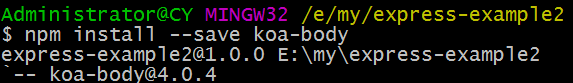 Administrator@CY MINGW32 /e/my/express-example2
$ npm install --save koa-body
express-example2@1.0.0 E:\my\express-example2
`-- koa-body@4.0.4